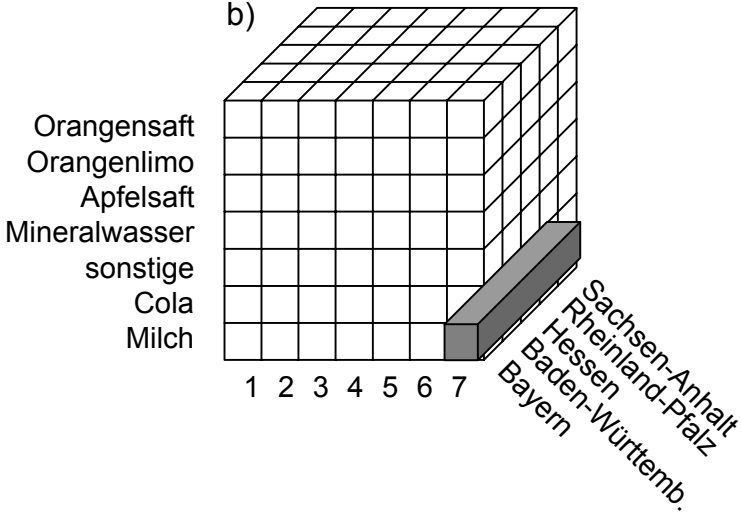 b)
Orangensaft
Orangenlimo
Apfelsaft
Mineralwasser
sonstige
Cola
Milch
1 2 3 4 5 6 7
Sachsen-Anhalt
Rheinland-Pfalz
Hessen
Baden-Württemb.
Bayern